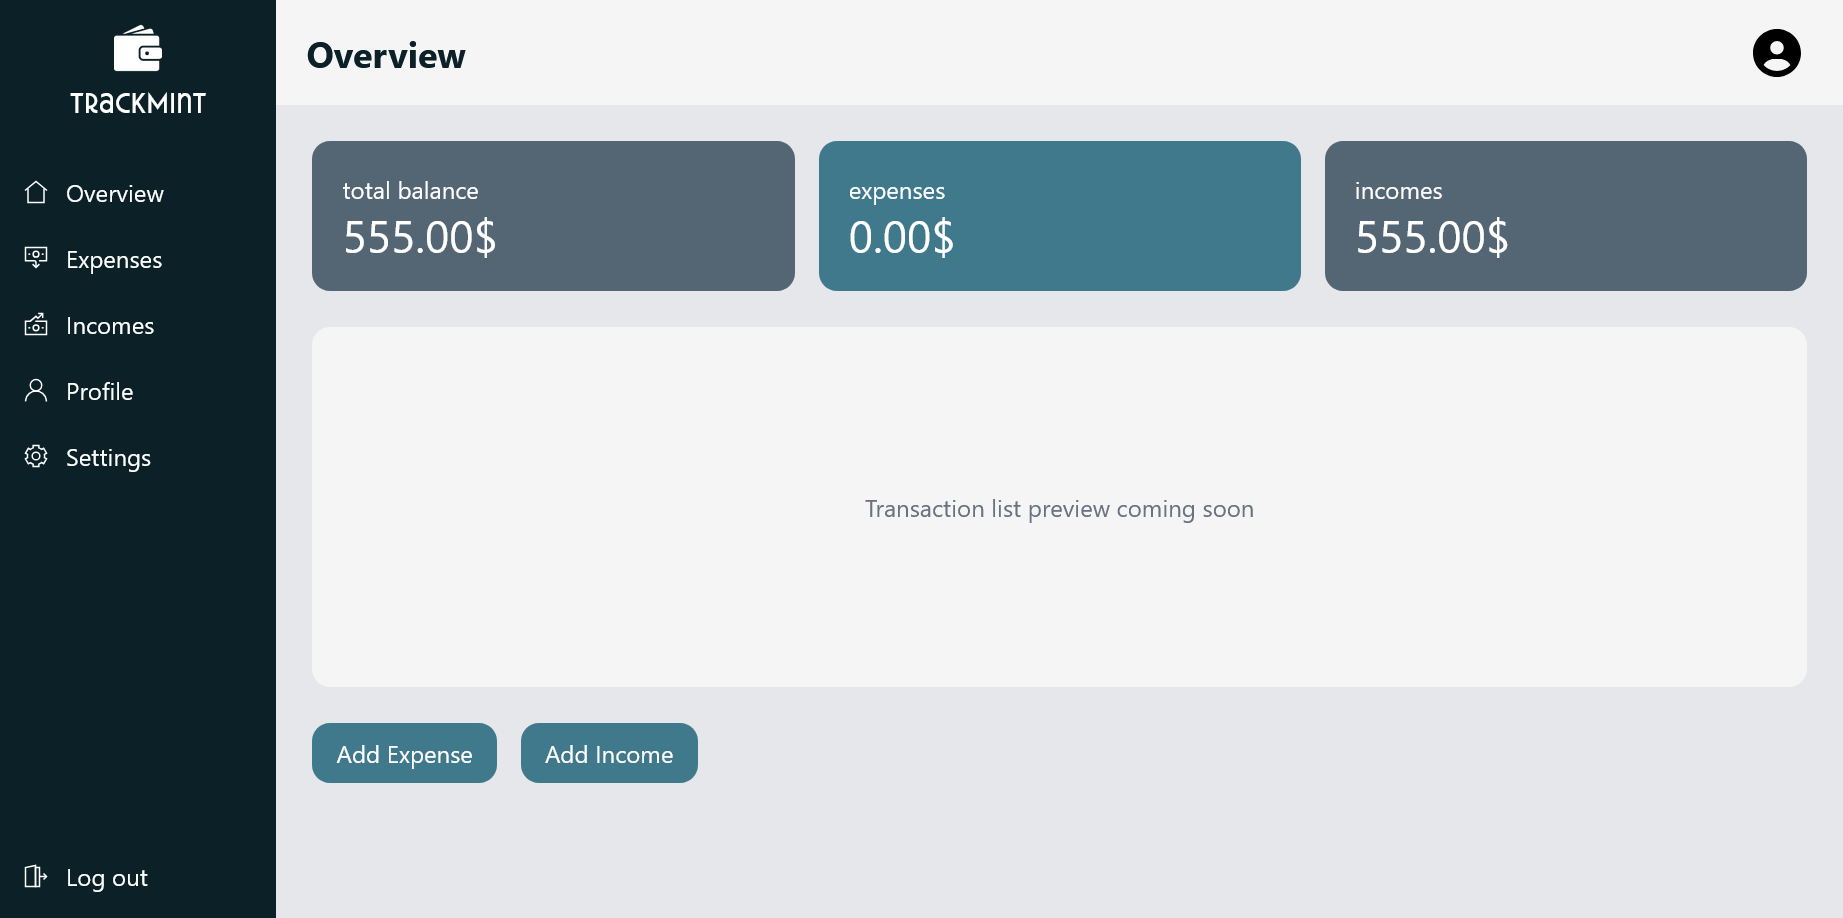 TRACKMINT
Overview
Expenses
Incomes
Profile
Settings
Log out
Overview
total balance
555.00$
expenses
0.00$
incomes
555.00$
Transaction list preview coming soon
Add Expense
Add Income